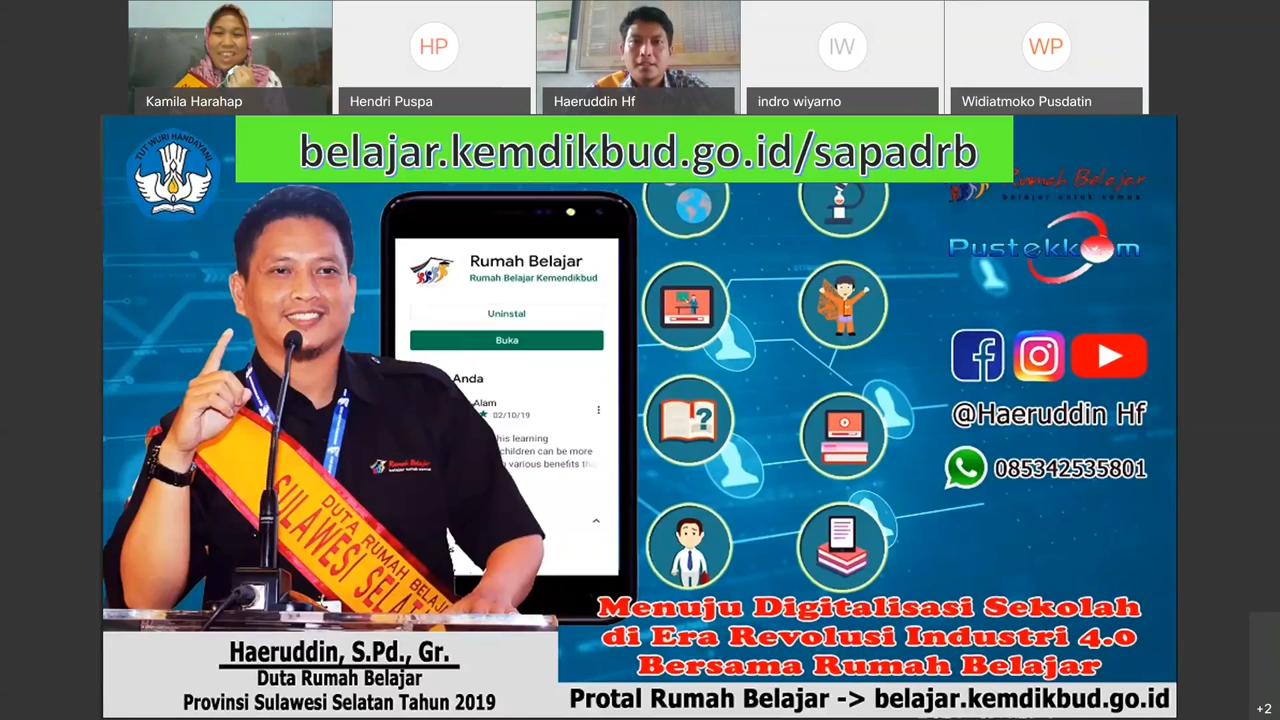 HP
IW
WP
Kamila Harahap
Hendri Puspa
Haeruddin Hf
indro wiyarno
Widiatmoko Pusdatin
belajar.kemdikbud.go.id/sapadrb
TUT WURI HANDAYANI
Rumah Belajar
belajar untuk semua
Pustekkom
Rumah Belajar
Rumah Belajar Kemendikbud
Uninstal
Buka
Anda
Alam
02/10/19
his learning
children can be more
various benefits
@Haeruddin Hf
085342535801
Rumah Belajar
DUTA RUMAH BELAJA
SULAWESI SELAT
Menuju Digitalisasi Sekolah
di Era Revolusi Industri 4.0
Bersama Rumah Belajar
Haeruddin, S.Pd., Gr.
Duta Rumah Belajar
Provinsi Sulawesi Selatan Tahun 2019
Protal Rumah Belajar -> belajar.kemdikbud.go.id
+2